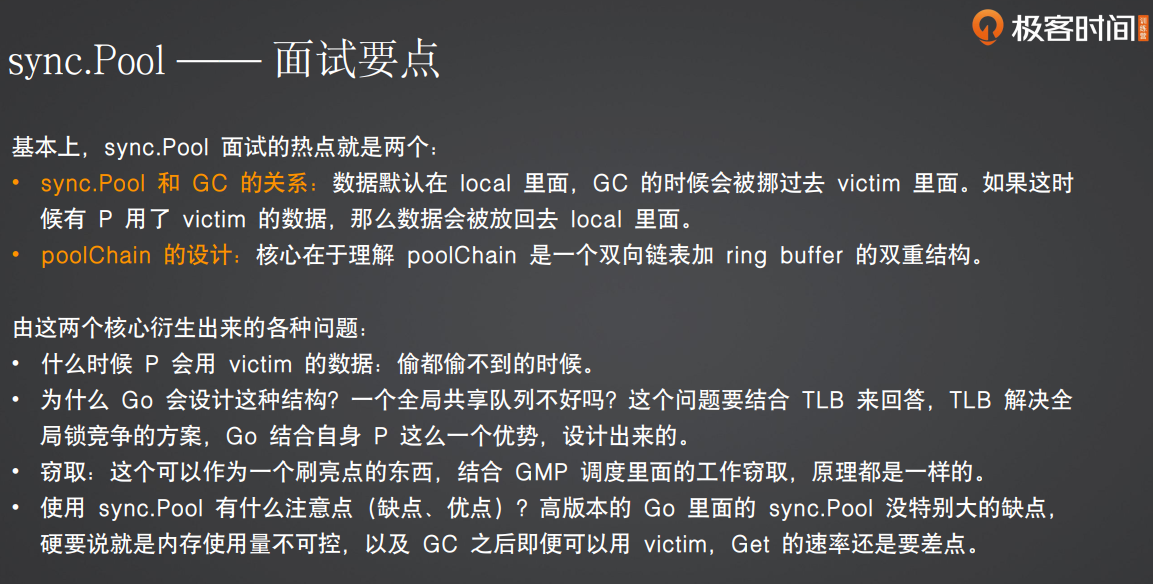 极客时间 训练营
sync.Pool —— 面试要点
基本上，sync.Pool 面试的热点就是两个：
• sync.Pool 和 GC 的关系：数据默认在 local 里面，GC 的时候会被挪过去 victim 里面。如果这时
候有 P 用了 victim 的数据，那么数据会被放回去 local 里面。
• poolChain 的设计：核心在于理解 poolChain 是一个双向链表加 ring buffer 的双重结构。
由这两个核心衍生出来的各种问题：
• 什么时候 P 会用 victim 的数据：偷都偷不到的时候。
• 为什么 Go 会设计这种结构？一个全局共享队列不好吗？这个问题要结合 TLB 来回答，TLB 解决全
局锁竞争的方案，Go 结合自身 P 这么一个优势，设计出来的。
• 窃取：这个可以作为一个刷亮点的东西，结合 GMP 调度里面的工作窃取，原理都是一样的。
• 使用 sync.Pool 有什么注意点（缺点、优点）？高版本的 Go 里面的 sync.Pool 没特别大的缺点，
硬要说就是内存使用量不可控，以及 GC 之后即便可以用 victim，Get 的速率还是要差点。